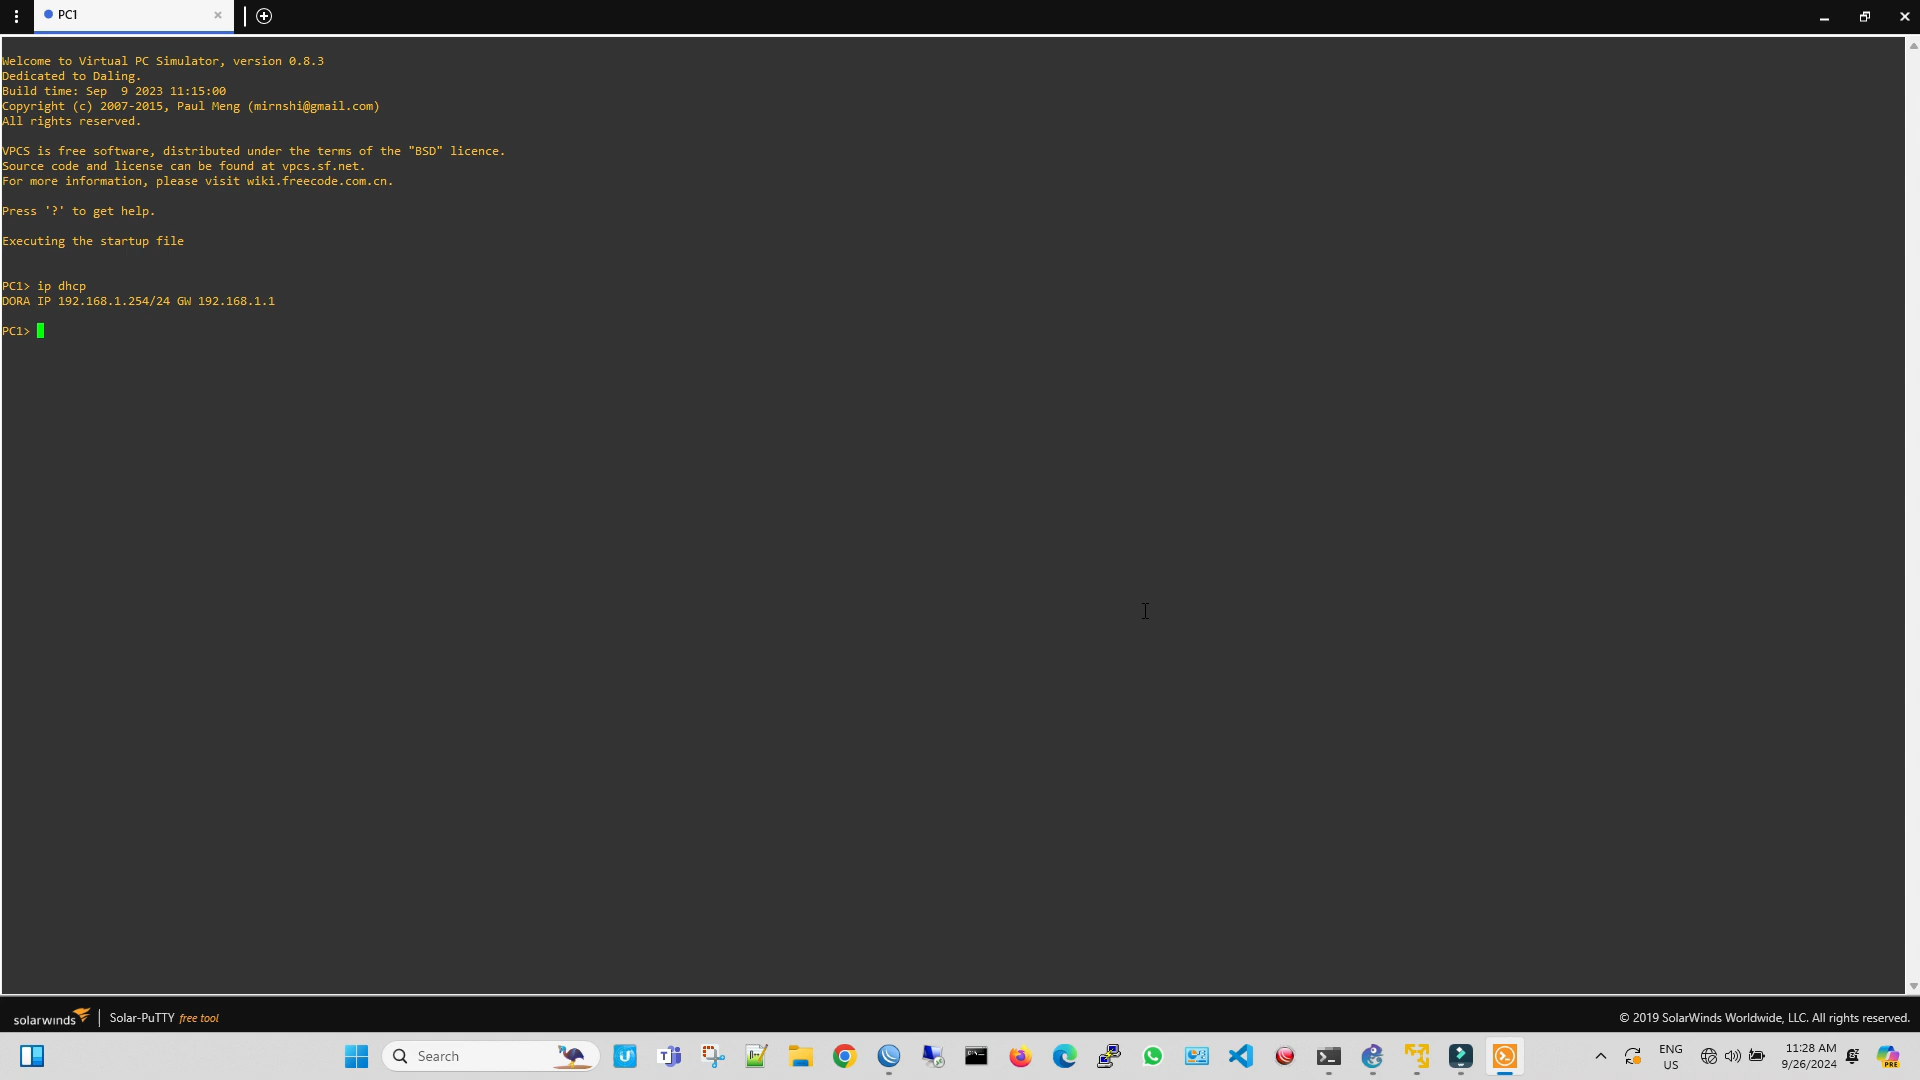 PC1
Welcome to Virtual PC Simulator, version 0.8.3
Dedicated to Daling.
Build time: Sep  9 2023 11:15:00
Copyright (c) 2007-2015, Paul Meng (mirnshi@gmail.com)
All rights reserved.
VPCS is free software, distributed under the terms of the "BSD" licence.
Source code and license can be found at vpcs.sf.net.
For more information, please visit wiki.freecode.com.cn.
Press '?' to get help.
Executing the startup file
PC1> ip dhcp
DORA IP 192.168.1.254/24 GW 192.168.1.1
PC1>
solarwinds | Solar-PuTTY free tool
© 2019 SolarWinds Worldwide, LLC. All rights reserved.
Search
ENG
US
11:28 AM
9/26/2024
PRE